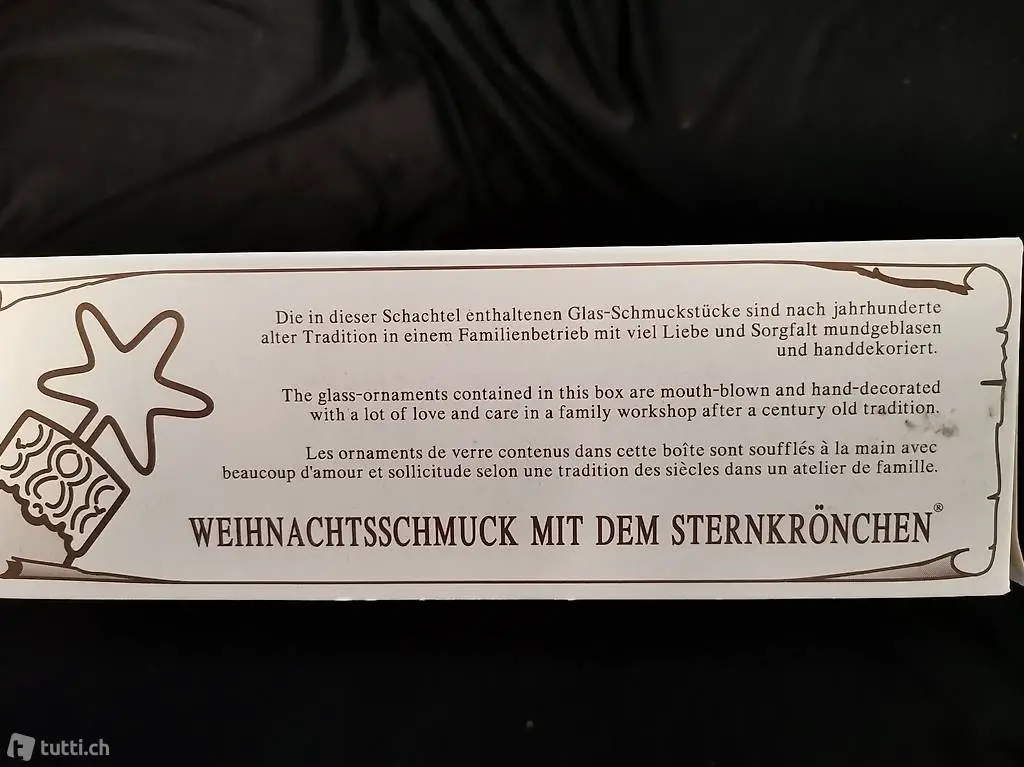 Die in dieser Schachtel enthaltenen Glas-Schmuckstücke sind nach jahrhunderte
alter Tradition in einem Familienbetrieb mit viel Liebe und Sorgfalt mundgeblasen
und handdekoriert.
The glass-ornaments contained in this box are mouth-blown and hand-decorated
with a lot of love and care in a family workshop after a century old tradition.
Les ornaments de verre contenus dans cette boîte sont soufflés à la main avec
beaucoup d'amour et sollicitude selon une tradition des siècles dans un atelier de famille.
WEIHNACHTSSCHMUCK MIT DEM STERNKRÖNCHEN®
tutti.ch